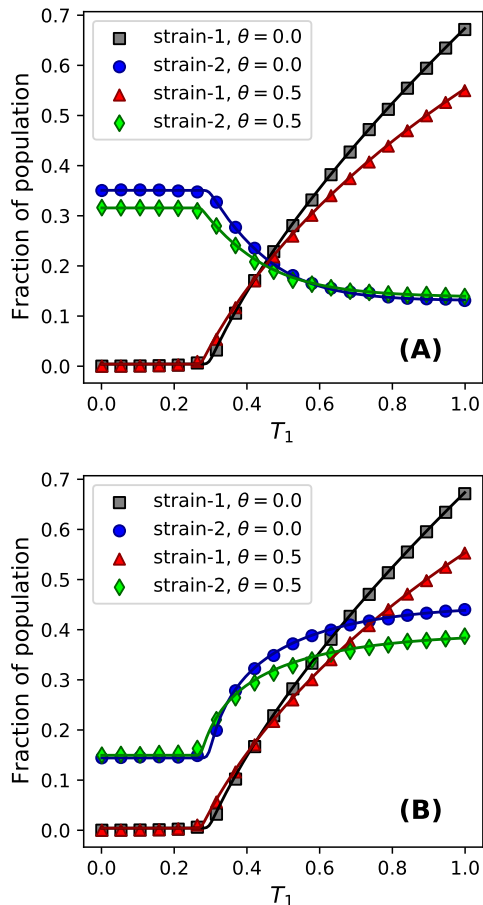 0.7
0.6
0.5
0.4
0.3
0.2
0.1
0.0
Fraction of population
strain-1, θ = 0.0
strain-2, θ = 0.0
strain-1, θ = 0.5
strain-2, θ = 0.5
(A)
0.0 0.2 0.4 0.6 0.8 1.0
T₁
0.7
0.6
0.5
0.4
0.3
0.2
0.1
0.0
Fraction of population
strain-1, θ = 0.0
strain-2, θ = 0.0
strain-1, θ = 0.5
strain-2, θ = 0.5
(B)
0.0 0.2 0.4 0.6 0.8 1.0
T₁